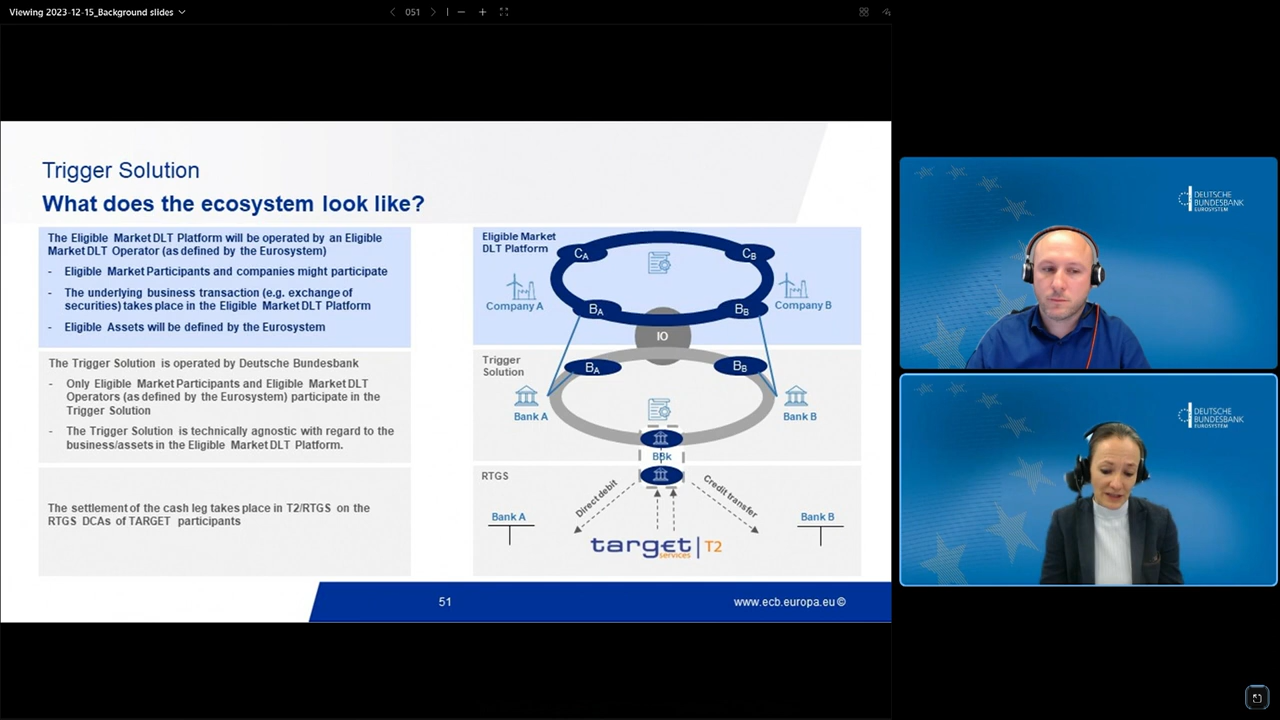 Viewing 2023-12-15_Background slides
051
Trigger Solution
What does the ecosystem look like?
The Eligible Market DLT Platform will be operated by an Eligible
Market DLT Operator (as defined by the Eurosystem)
- Eligible Market Participants and companies might participate
- The underlying business transaction (e.g. exchange of
securities) takes place in the Eligible Market DLT Platform
- Eligible Assets will be defined by the Eurosystem
The Trigger Solution is operated by Deutsche Bundesbank
- Only Eligible Market Participants and Eligible Market DLT
Operators (as defined by the Eurosystem) participate in the
Trigger Solution
- The Trigger Solution is technically agnostic with regard to the
business/assets in the Eligible Market DLT Platform.
The settlement of the cash leg takes place in T2/RTGS on the
RTGS DCAs of TARGET participants
Eligible Market
DLT Platform
CA
CB
Company A
Company B
BA
BB
IO
Trigger
Solution
BA
BB
Bank A
Bank B
BBk
RTGS
Direct debit
Credit transfer
Bank A
Bank B
target | T2
services
51
www.ecb.europa.eu ©
DEUTSCHE
BUNDESBANK
EUROSYSTEM
DEUTSCHE
BUNDESBANK
EUROSYSTEM